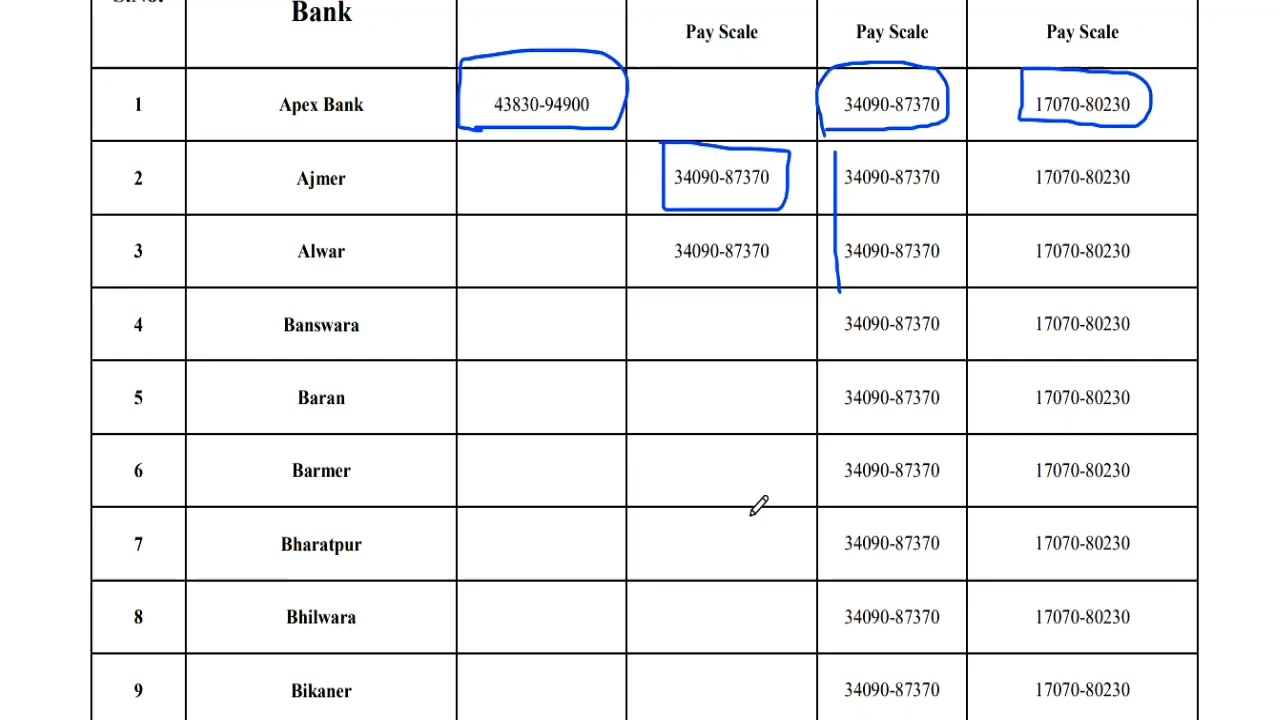 Bank
Pay Scale Pay Scale Pay Scale
1 Apex Bank 43830-94900 34090-87370 17070-80230
2 Ajmer 34090-87370 34090-87370 17070-80230
3 Alwar 34090-87370 34090-87370 17070-80230
4 Banswara 34090-87370 17070-80230
5 Baran 34090-87370 17070-80230
6 Barmer 34090-87370 17070-80230
7 Bharatpur 34090-87370 17070-80230
8 Bhilwara 34090-87370 17070-80230
9 Bikaner 34090-87370 17070-80230